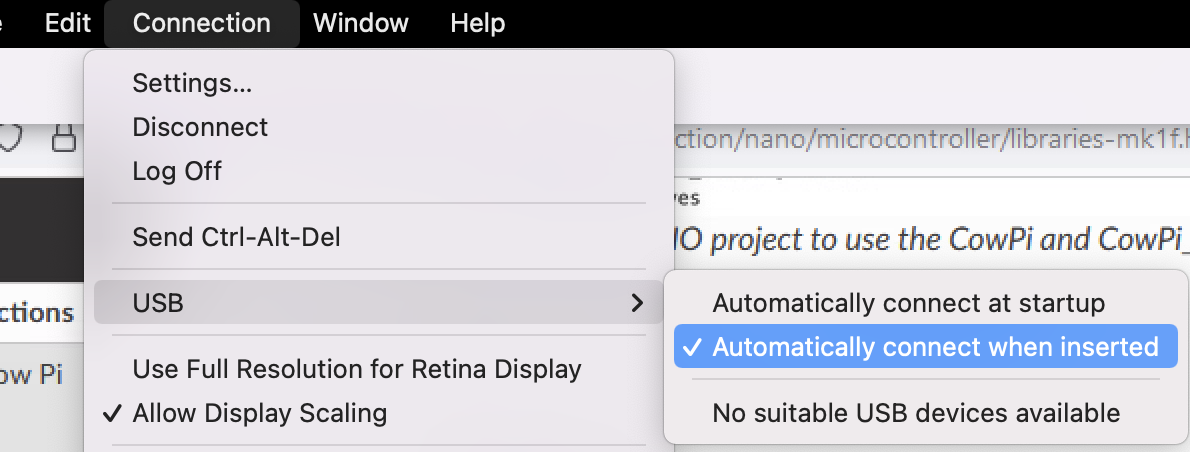 Edit Connection Window Help
Settings...
Disconnect
Log Off
ction/nano/microcontroller/libraries-mk1f.h
Send Ctrl-Alt-Del
IO project to use the CowPi and CowPi_
USB
Automatically connect at startup
✓ Automatically connect when inserted
No suitable USB devices available
ctions
Use Full Resolution for Retina Display
ow Pi
✓ Allow Display Scaling